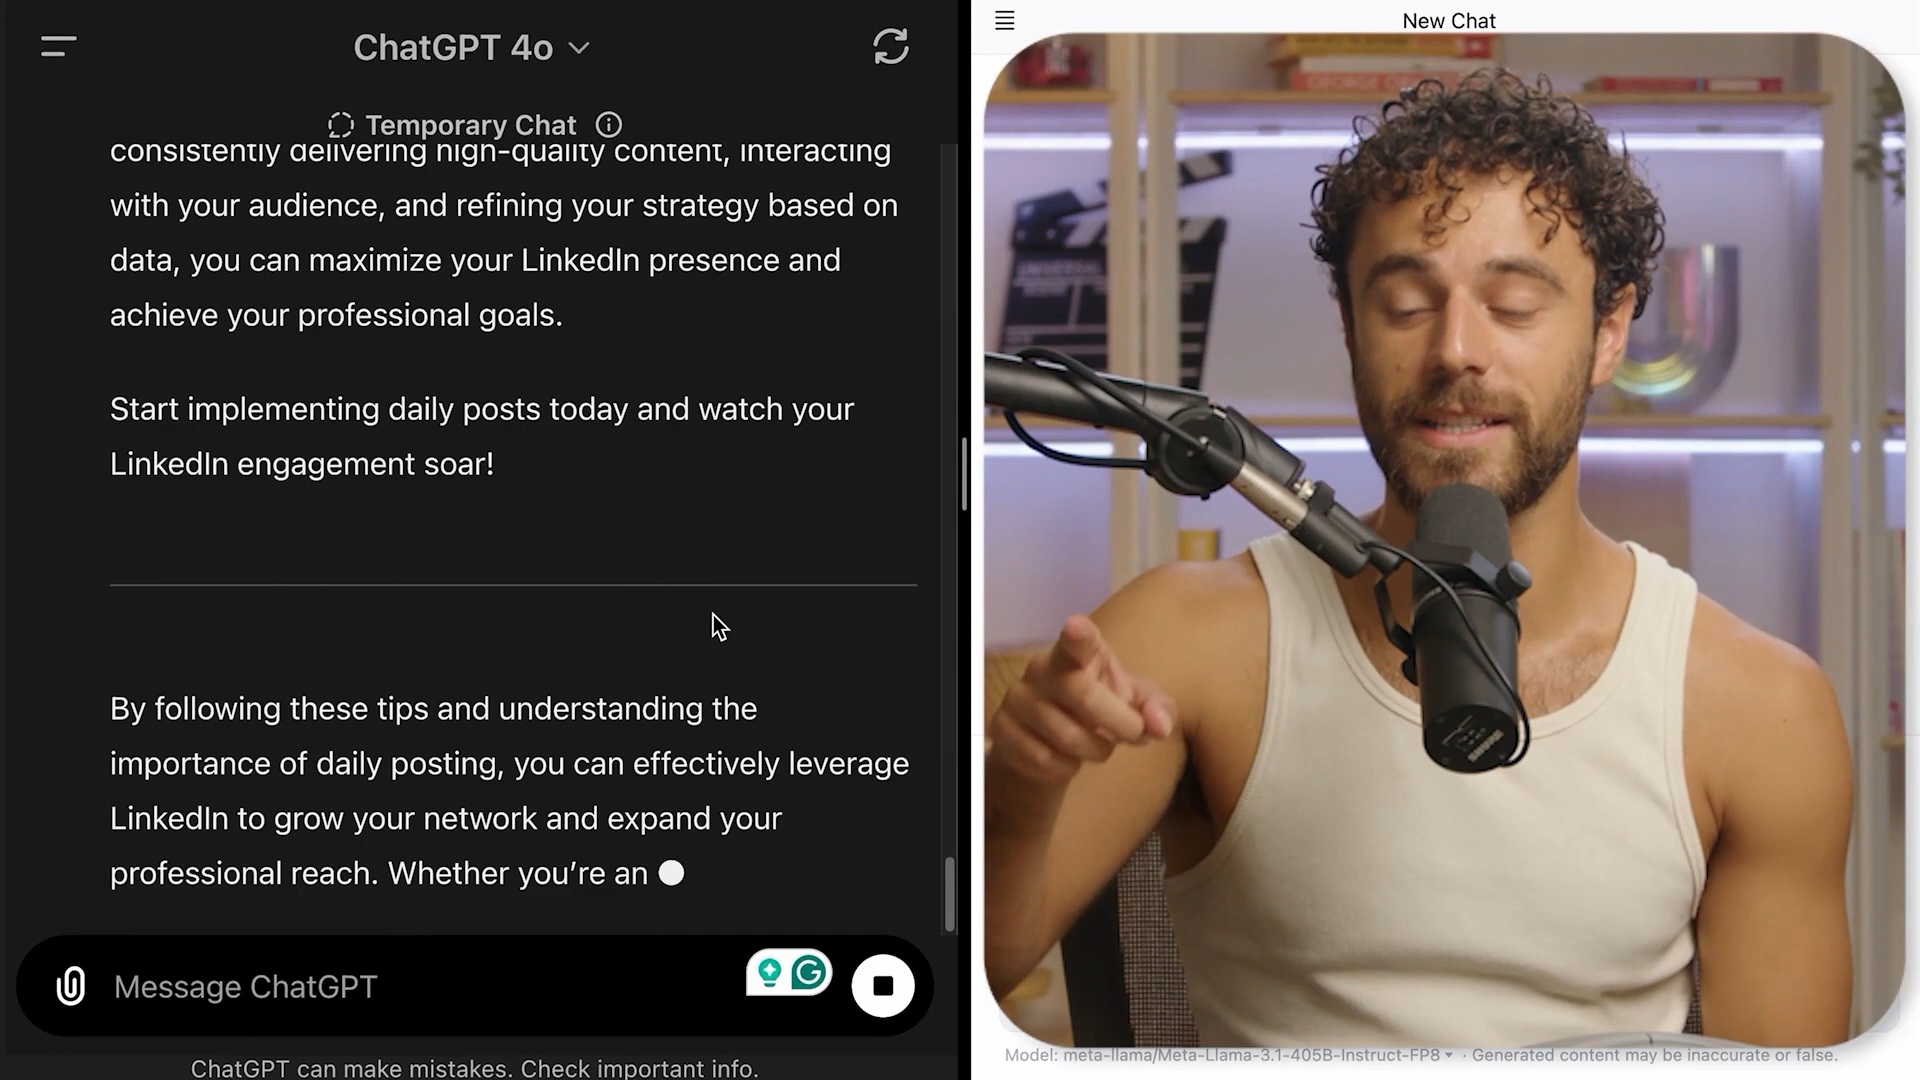 ChatGPT 4o
Temporary Chat
consistently delivering high-quality content, interacting
with your audience, and refining your strategy based on
data, you can maximize your LinkedIn presence and
achieve your professional goals.
Start implementing daily posts today and watch your
LinkedIn engagement soar!
By following these tips and understanding the
importance of daily posting, you can effectively leverage
LinkedIn to grow your network and expand your
professional reach. Whether you’re an
Message ChatGPT
ChatGPT can make mistakes. Check important info.
New Chat
UNIVERSAL
SHURE
Model: meta-llama/Meta-Llama-3.1-405B-Instruct-FP8 · Generated content may be inaccurate or false.